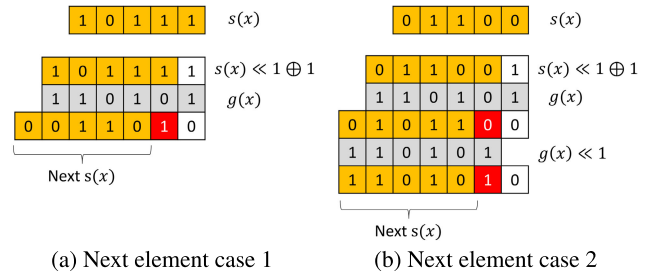 1 0 1 1 1 s(x)
1 0 1 1 1 1 s(x) ≪ 1 ⊕ 1
1 1 0 1 0 1 g(x)
0 0 1 1 0 1 0
Next s(x)
(a) Next element case 1
0 1 1 0 0 s(x)
0 1 1 0 0 1 s(x) ≪ 1 ⊕ 1
1 1 0 1 0 1 g(x)
0 1 0 1 1 0 0
1 1 0 1 0 1 g(x) ≪ 1
1 1 0 1 0 1 0
Next s(x)
(b) Next element case 2